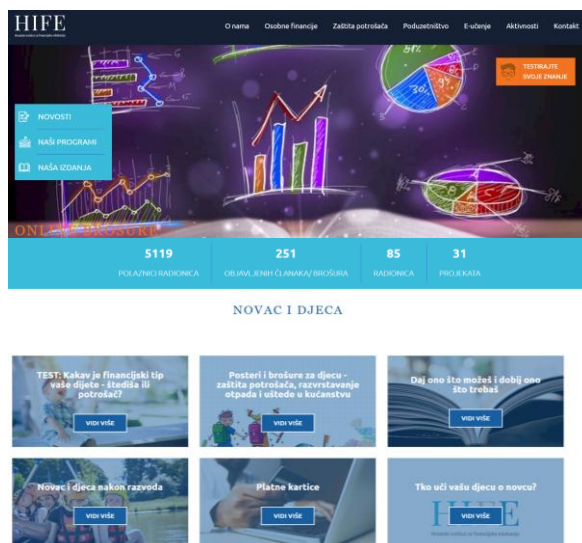 HIFE
O nama
Osobne financije
Zaštita potrošača
Poduzetništvo
E-učenje
Aktivnosti
Kontakt
TESTIRAJTE
SVOJE ZNANJE
NOVOSTI
NAŠI PROGRAMI
NAŠA IZDANJA
30%
ONLINE BROŠURE
5119
POLAZNICI RADIONICA
251
OBJAVLJENIH ČLANAKA/ BROŠURA
85
RADIONICA
31
PROJEKATA
NOVAC I DJECA
TEST: Kakav je financijski tip
vaše dijete - štediša ili
potrošač?
VIDI VIŠE
Posteri i brošure za djecu -
zaštita potrošača, razvrstavanje
otpada i uštede u kućanstvu
VIDI VIŠE
Daj ono što možeš i dobij ono
što trebaš
VIDI VIŠE
Novac i djeca nakon razvoda
VIDI VIŠE
Platne kartice
VIDI VIŠE
Tko uči vašu djecu o novcu?
VIDI VIŠE